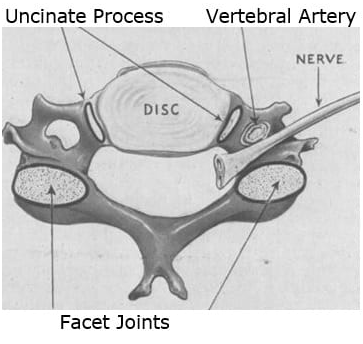 Uncinate Process
Vertebral Artery
NERVE
DISC
Facet Joints